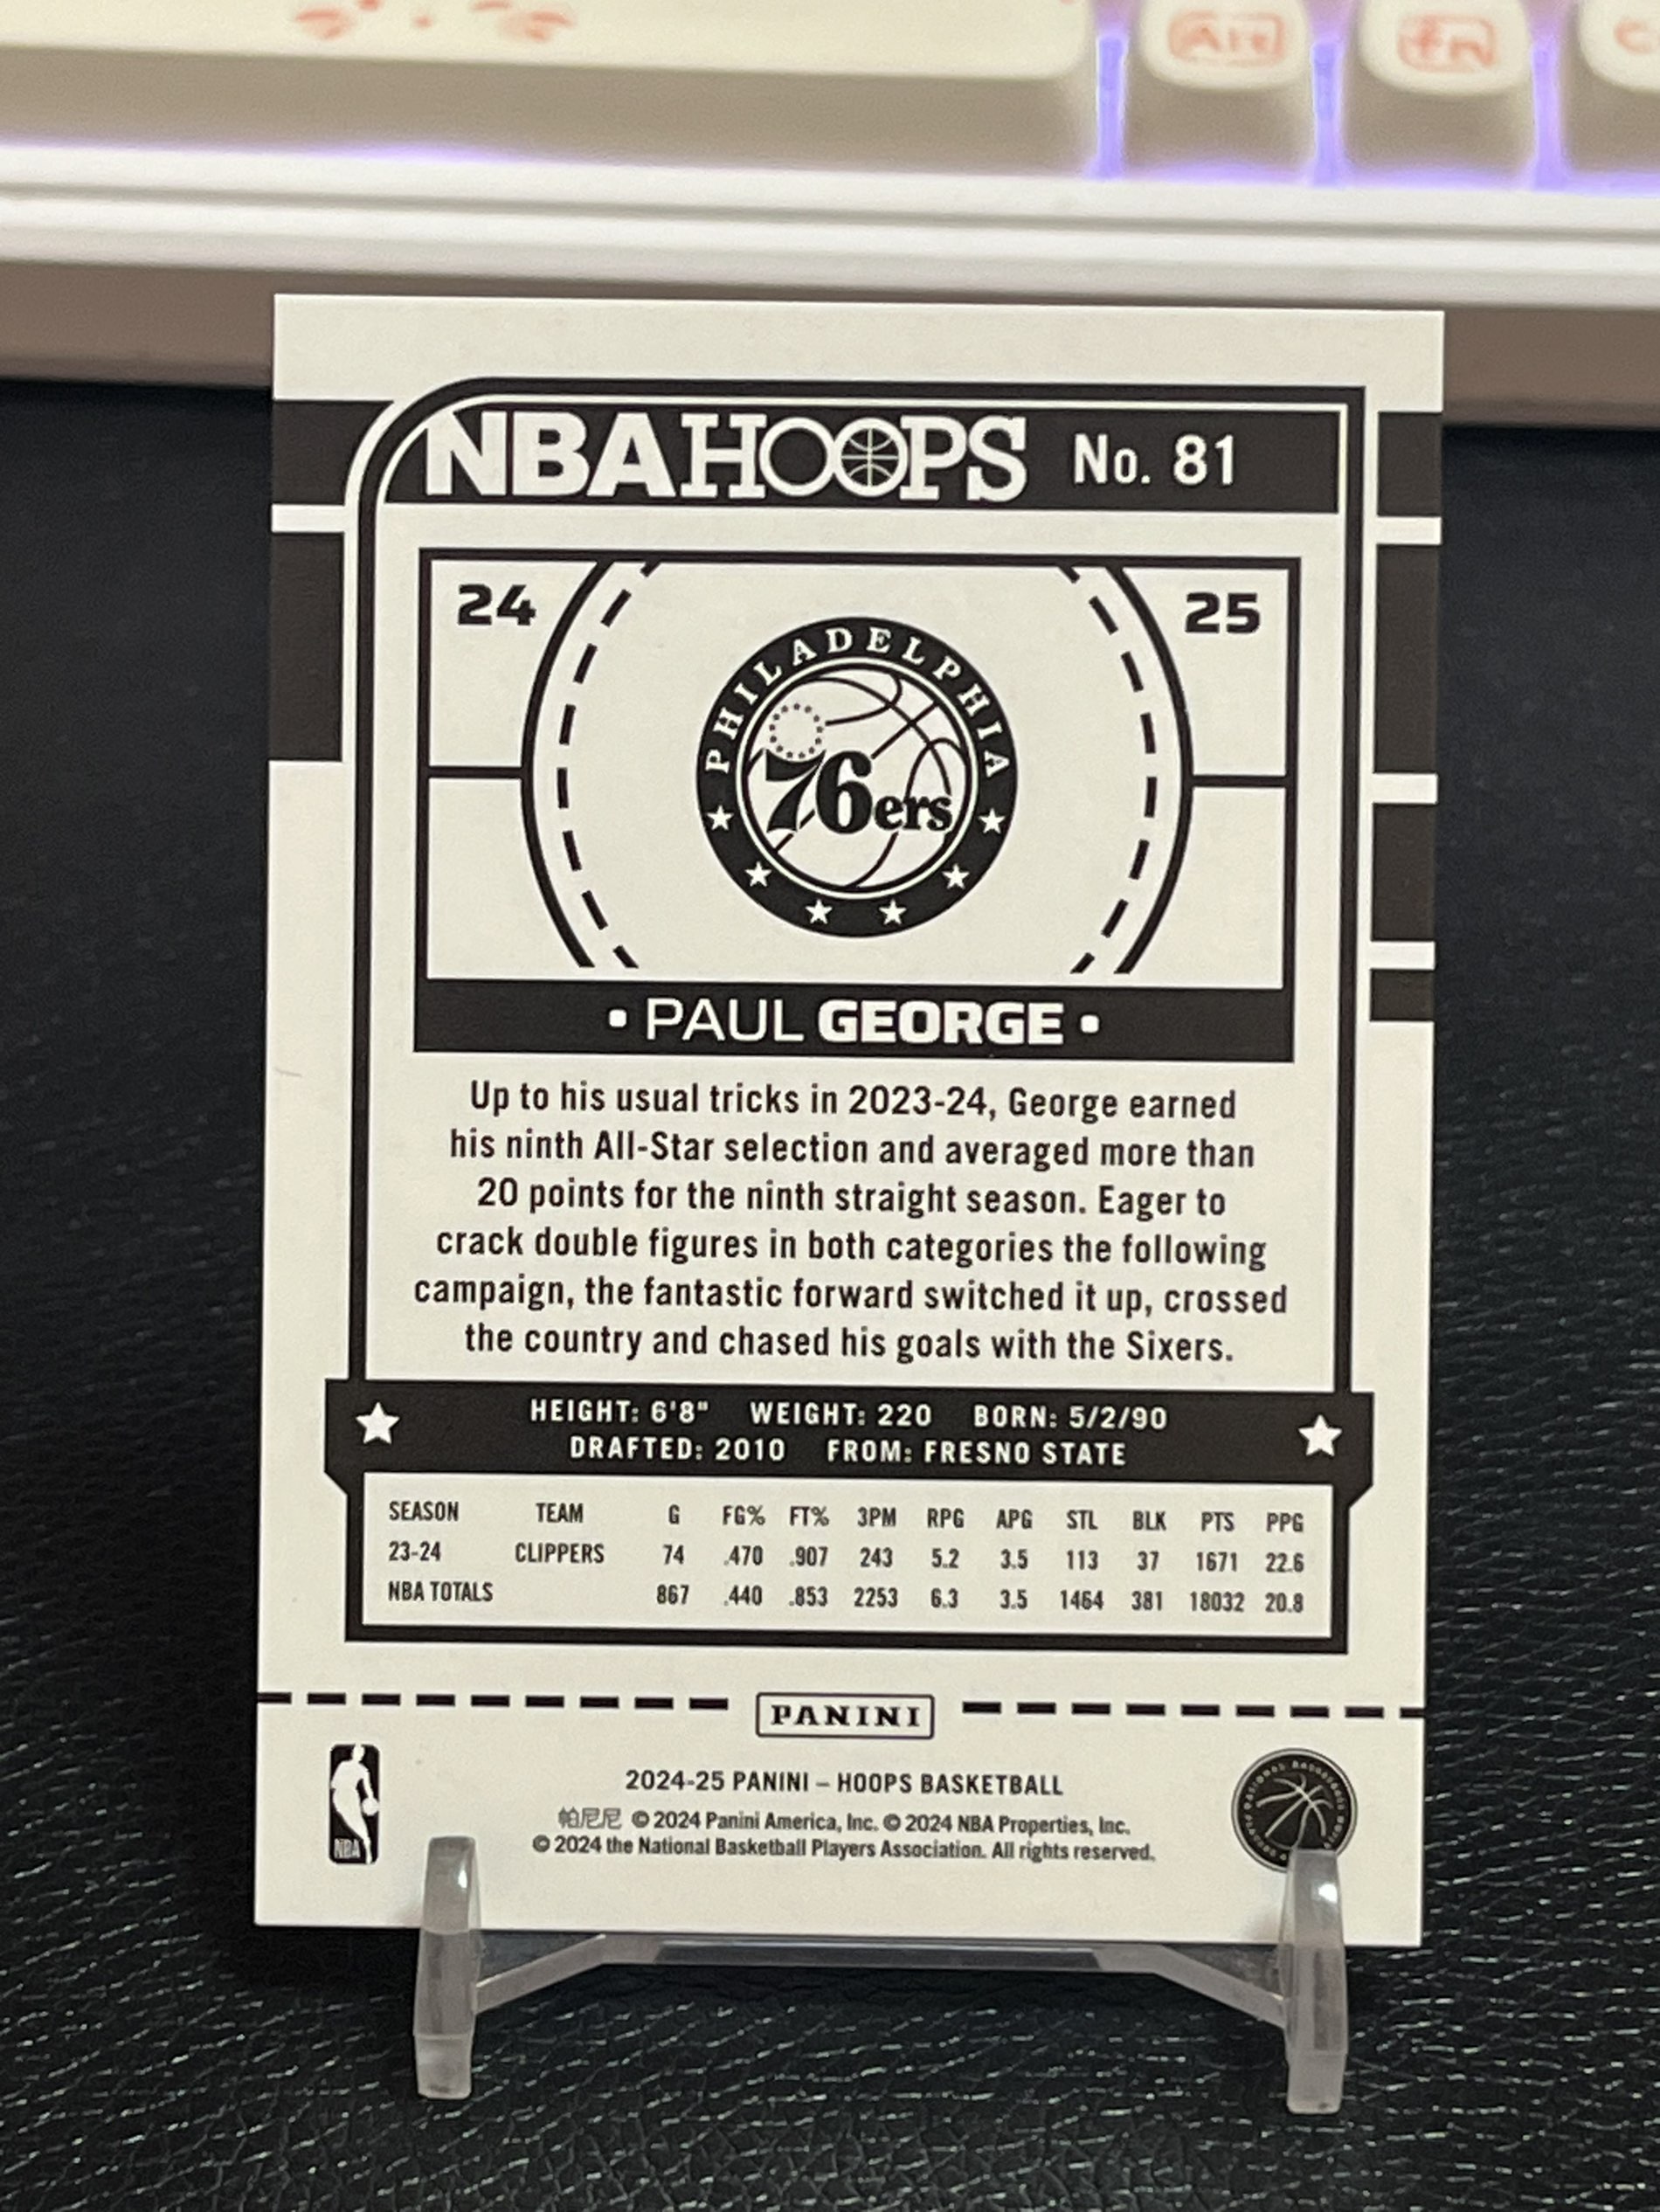 Alt fn
NBAHOOPS No. 81
24 25
PHILADELPHIA
76ers
• PAUL GEORGE •
Up to his usual tricks in 2023-24, George earned
his ninth All-Star selection and averaged more than
20 points for the ninth straight season. Eager to
crack double figures in both categories the following
campaign, the fantastic forward switched it up, crossed
the country and chased his goals with the Sixers.
HEIGHT: 6'8" WEIGHT: 220 BORN: 5/2/90
DRAFTED: 2010 FROM: FRESNO STATE
SEASON TEAM G FG% FT% 3PM RPG APG STL BLK PTS PPG
23-24 CLIPPERS 74 .470 .907 243 5.2 3.5 113 37 1671 22.6
NBA TOTALS 867 .440 .853 2253 6.3 3.5 1464 381 18032 20.8
PANINI
2024-25 PANINI – HOOPS BASKETBALL
帕尼尼 © 2024 Panini America, Inc. © 2024 NBA Properties, Inc.
© 2024 the National Basketball Players Association. All rights reserved.
NBA